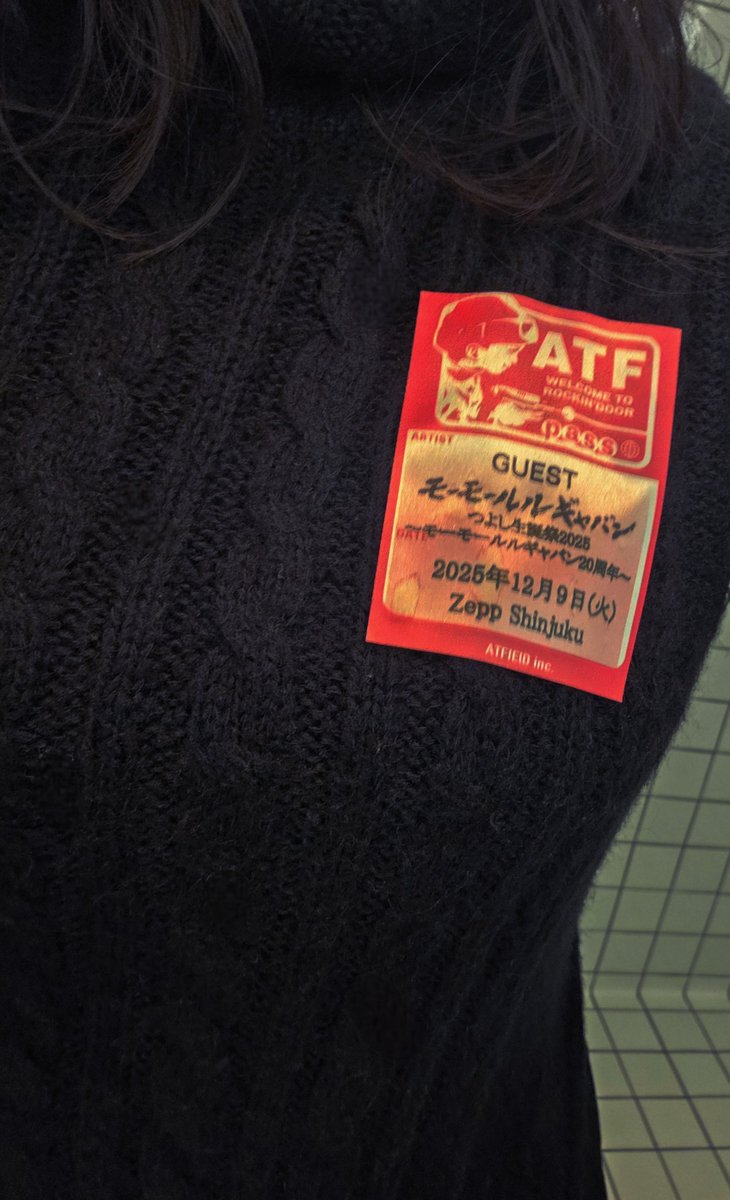 ATF
WELCOME TO
ROCKIN'DOOR
pass
ARTIST
GUEST
モーモールルギャバン
つよし生誕祭2025
DATE
〜モーモールルギャバン20周年〜
2025年12月9日(火)
Zepp Shinjuku
ATFIEID inc.